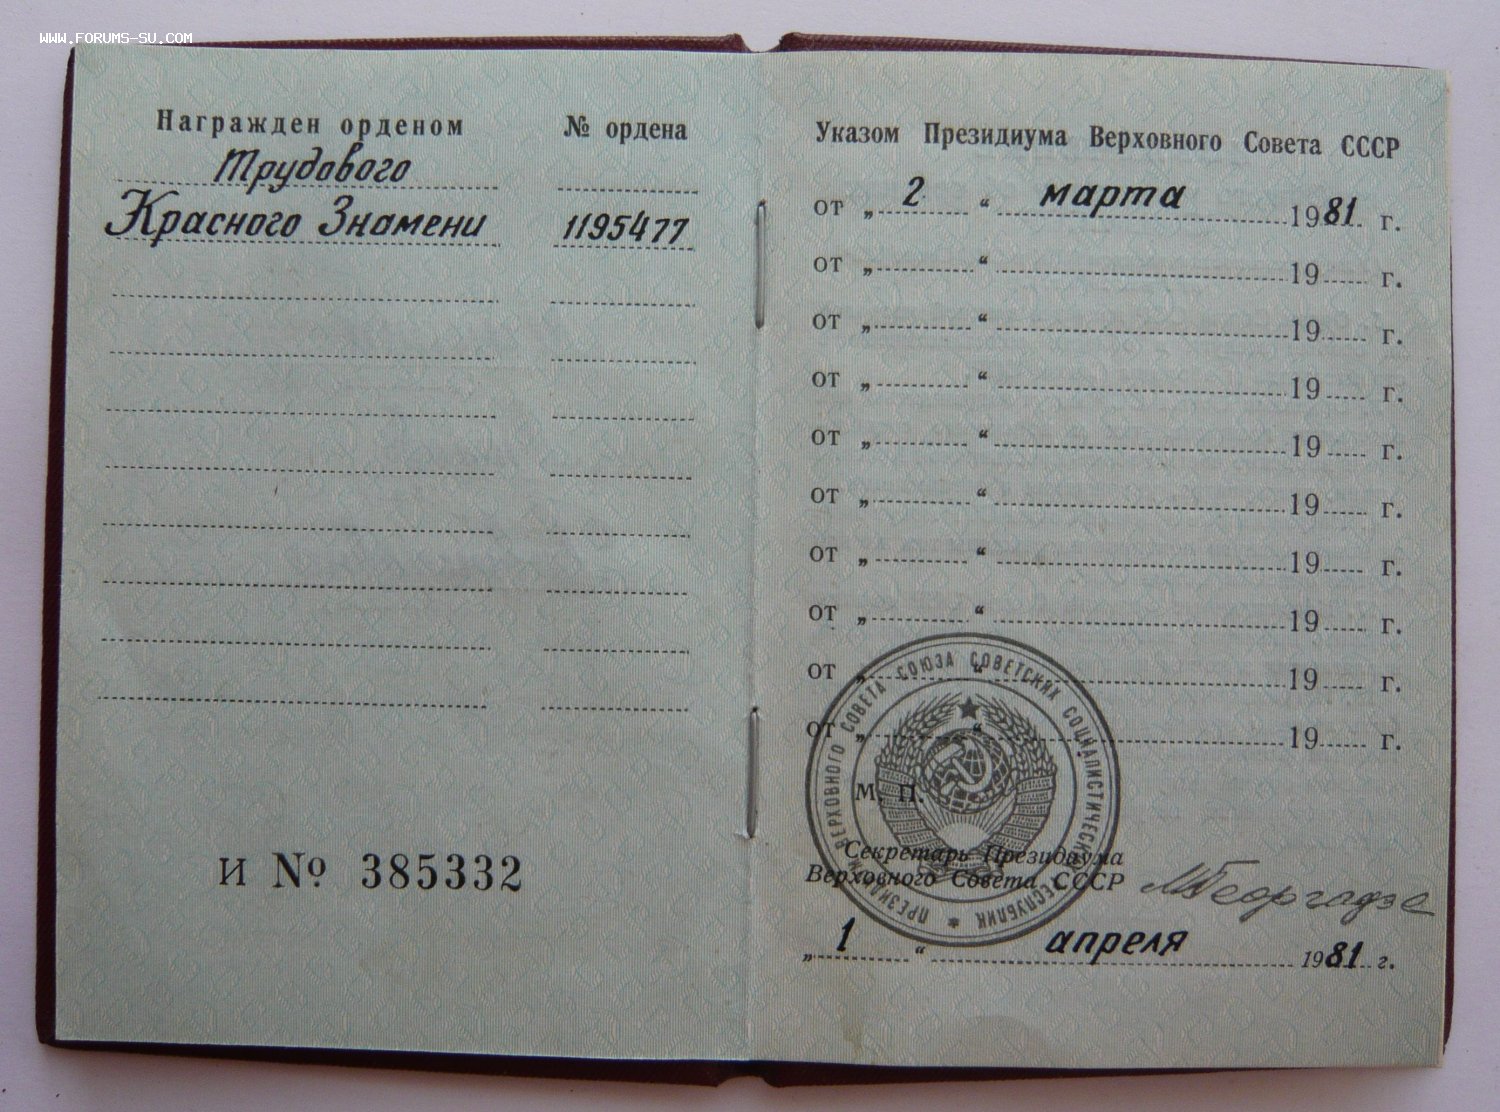 WWW.FORUMS-SU.COM
Награжден орденом № ордена
Трудового
Красного Знамени 1195477
И № 385332
Указом Президиума Верховного Совета СССР
от „ 2 “ марта 1981 г.
от „ “ 19 г.
от „ “ 19 г.
от „ “ 19 г.
от „ “ 19 г.
от „ “ 19 г.
от „ “ 19 г.
от „ “ 19 г.
от „ “ 19 г.
от „ “ 19 г.
ПРЕЗИДИУМ ВЕРХОВНОГО СОВЕТА СОЮЗА СОВЕТСКИХ СОЦИАЛИСТИЧЕСКИХ РЕСПУБЛИК *
М. П.
Секретарь Президиума
Верховного Совета СССР МГеоргадзе
„ 1 “ апреля 1981 г.